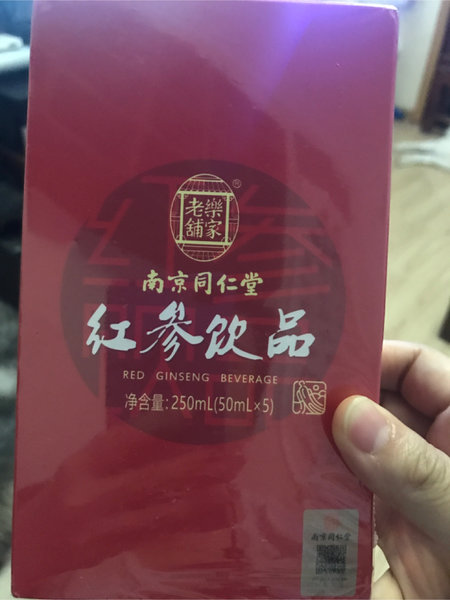 樂家
老舖
®
南京同仁堂
红参饮品
RED GINSENG BEVERAGE
净含量: 250mL(50mL×5)
南京同仁堂